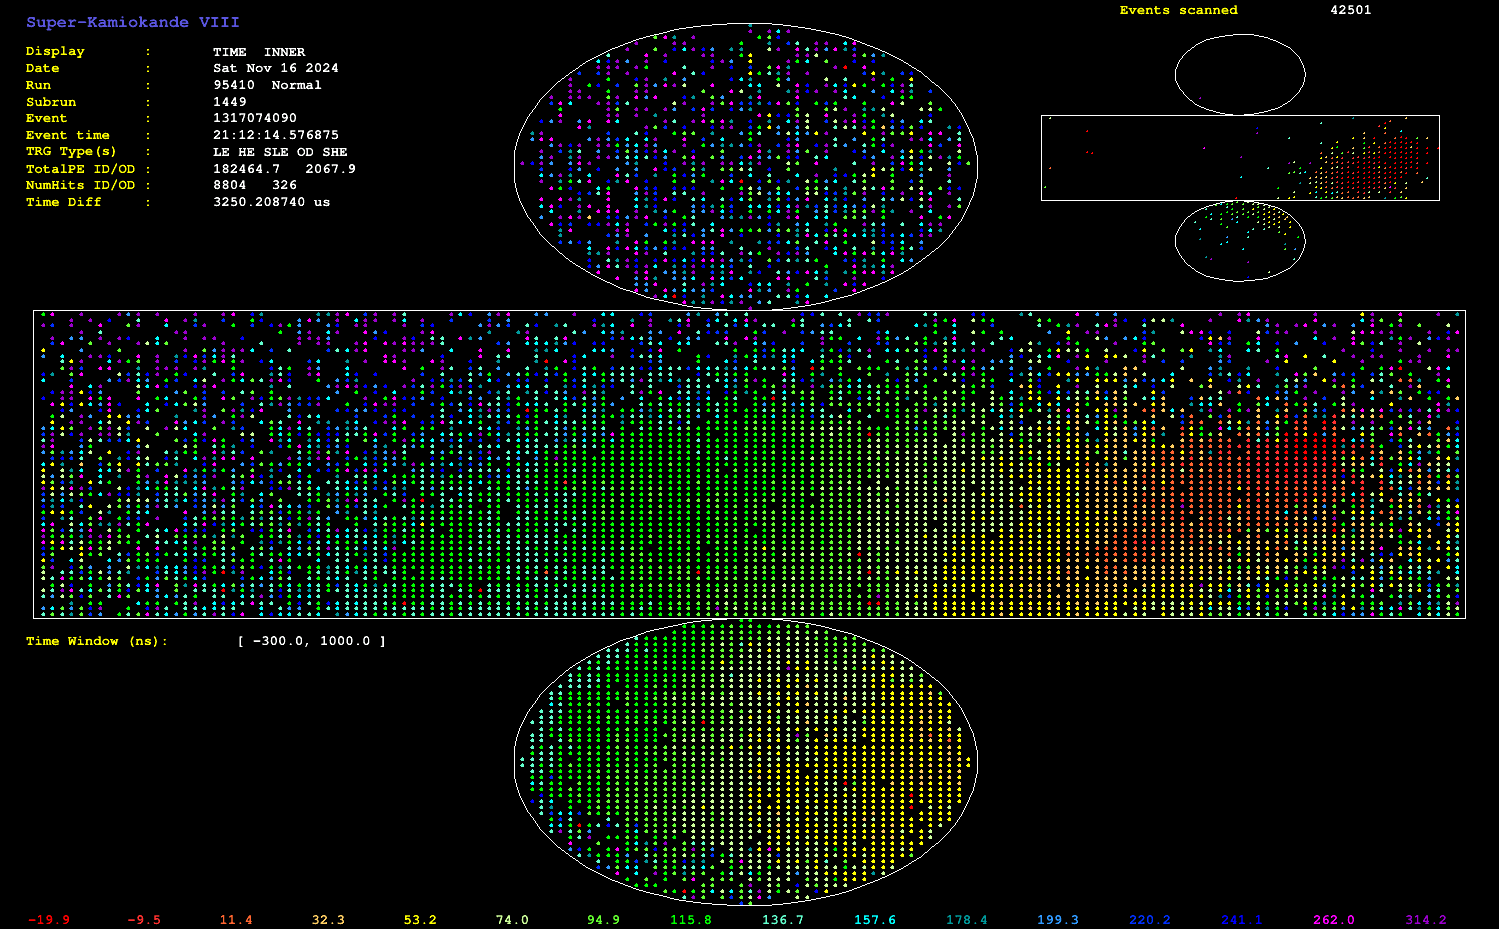 Super-Kamiokande VIII
Events scanned 42501
Display : TIME INNER
Date : Sat Nov 16 2024
Run : 95410 Normal
Subrun : 1449
Event : 1317074090
Event time : 21:12:14.576875
TRG Type(s) : LE HE SLE OD SHE
TotalPE ID/OD : 182464.7 2067.9
NumHits ID/OD : 8804 326
Time Diff : 3250.208740 us
Time Window (ns): [ -300.0, 1000.0 ]
-19.9 -9.5 11.4 32.3 53.2 74.0 94.9 115.8 136.7 157.6 178.4 199.3 220.2 241.1 262.0 314.2